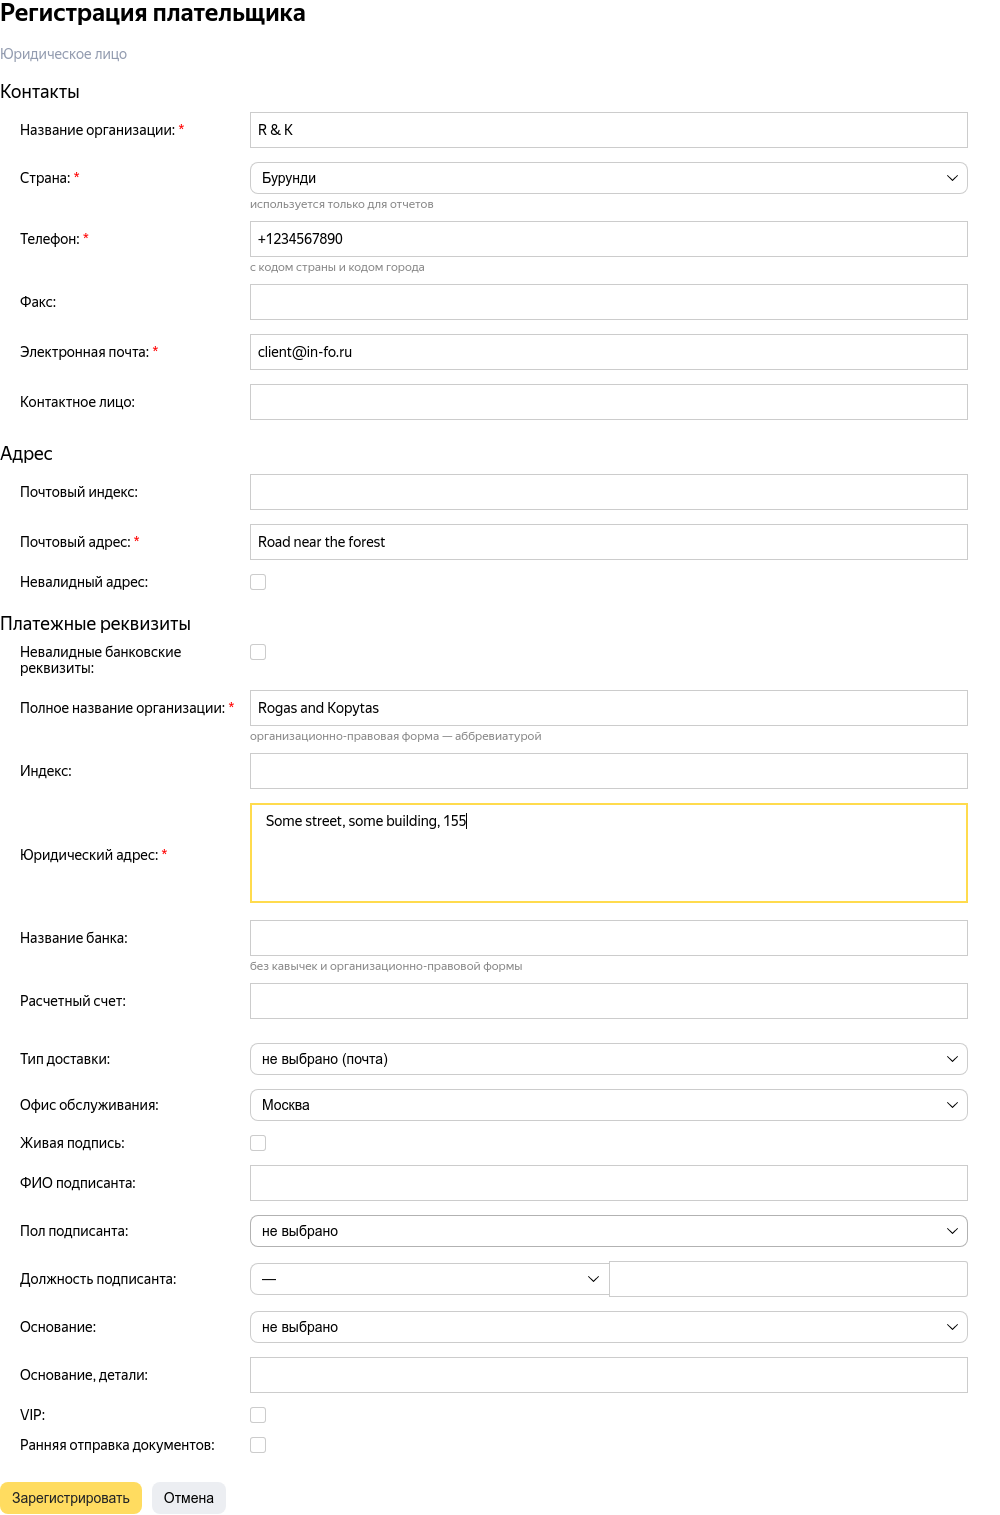 Регистрация плательщика
Юридическое лицо
Контакты
Название организации: * R & K
Страна: * Бурунди
используется только для отчетов
Телефон: * +1234567890
с кодом страны и кодом города
Факс:
Электронная почта: * client@in-fo.ru
Контактное лицо:
Адрес
Почтовый индекс:
Почтовый адрес: * Road near the forest
Невалидный адрес:
Платежные реквизиты
Невалидные банковские
реквизиты:
Полное название организации: * Rogas and Kopytas
организационно-правовая форма — аббревиатурой
Индекс:
Some street, some building, 155
Юридический адрес: *
Название банка:
без кавычек и организационно-правовой формы
Расчетный счет:
Тип доставки: не выбрано (почта)
Офис обслуживания: Москва
Живая подпись:
ФИО подписанта:
Пол подписанта: не выбрано
Должность подписанта: —
Основание: не выбрано
Основание, детали:
VIP:
Ранняя отправка документов:
Зарегистрировать Отмена